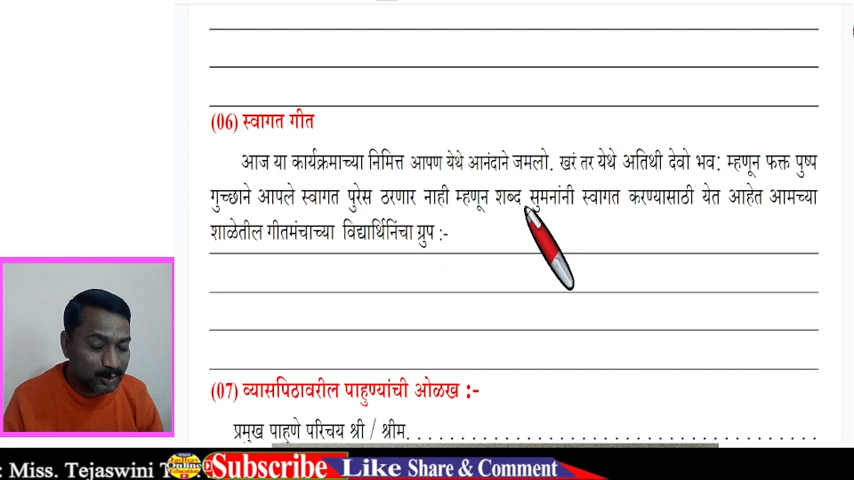 (06) स्वागत गीत
आज या कार्यक्रमाच्या निमित्त आपण येथे आनंदाने जमलो. खरं तर येथे अतिथी देवो भव: म्हणून फक्त पुष्प
गुच्छाने आपले स्वागत पुरेस ठरणार नाही म्हणून शब्द सुमनांनी स्वागत करण्यासाठी येत आहेत आमच्या
शाळेतील गीतमंचाच्या विद्यार्थिनिंचा ग्रुप :-
(07) व्यासपिठावरील पाहुण्यांची ओळख :-
प्रमुख पाहुणे परिचय श्री / श्रीम. . . . . . . . . . . . . . . . . . . . . . . . . . . . . . . . . . .
: Miss. Tejaswini Online Education Subscribe Like Share & Comment